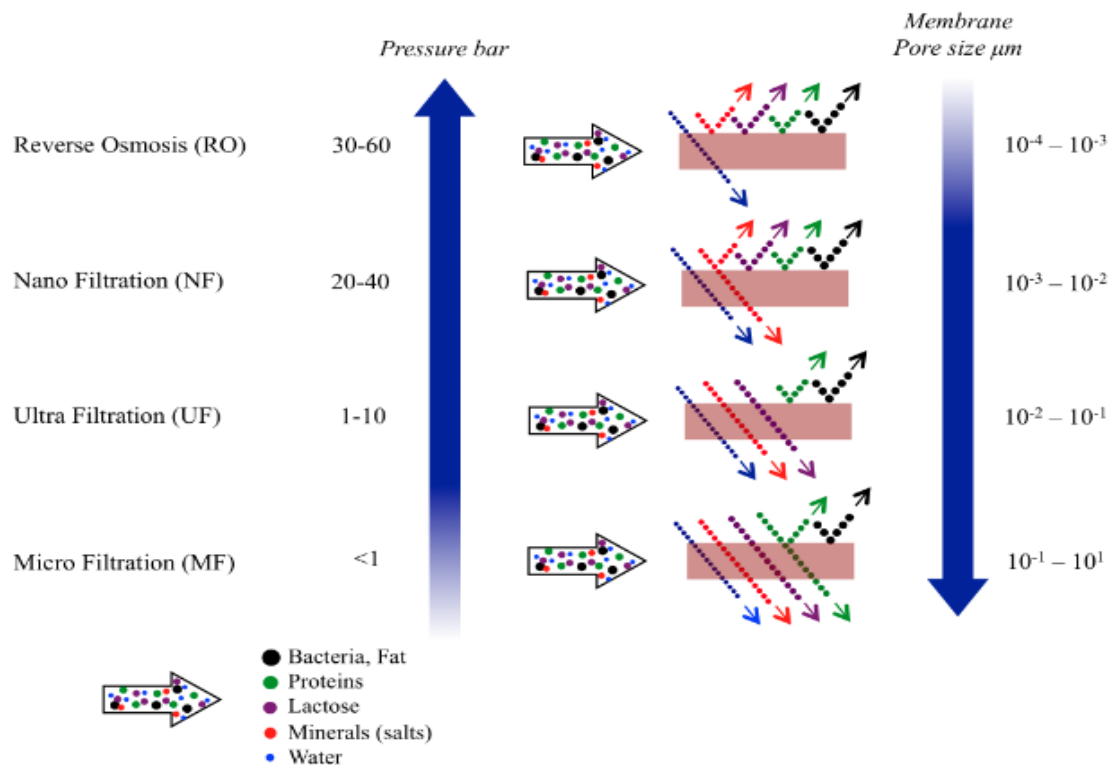 Pressure bar
Membrane
Pore size μm
Reverse Osmosis (RO) 30-60 10⁻⁴ – 10⁻³
Nano Filtration (NF) 20-40 10⁻³ – 10⁻²
Ultra Filtration (UF) 1-10 10⁻² – 10⁻¹
Micro Filtration (MF) <1 10⁻¹ – 10¹
Bacteria, Fat
Proteins
Lactose
Minerals (salts)
Water